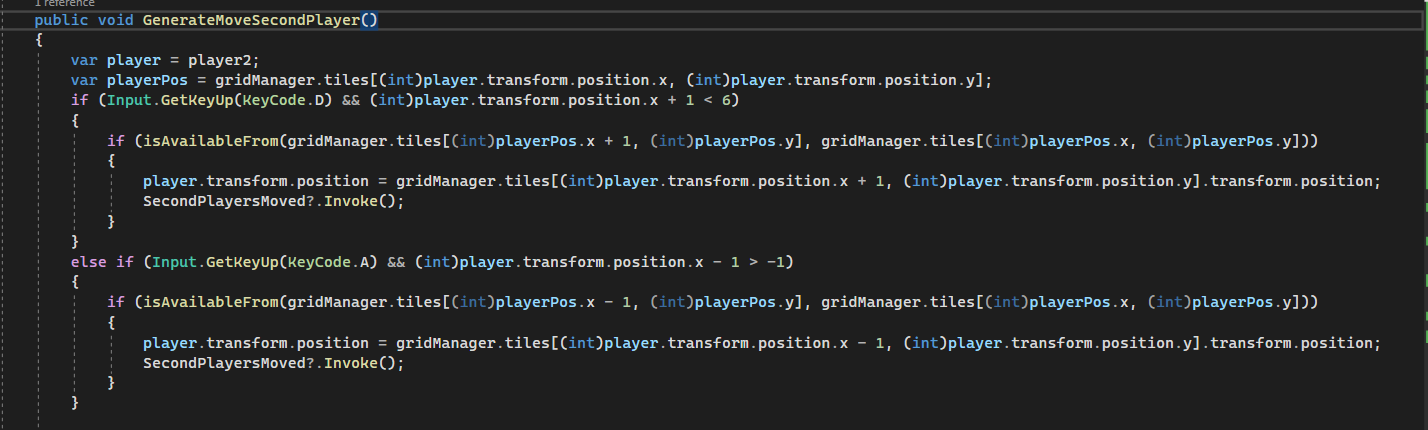 1 reference
public void GenerateMoveSecondPlayer()
{
var player = player2;
var playerPos = gridManager.tiles[(int)player.transform.position.x, (int)player.transform.position.y];
if (Input.GetKeyUp(KeyCode.D) && (int)player.transform.position.x + 1 < 6)
{
if (isAvailableFrom(gridManager.tiles[(int)playerPos.x + 1, (int)playerPos.y], gridManager.tiles[(int)playerPos.x, (int)playerPos.y]))
{
player.transform.position = gridManager.tiles[(int)player.transform.position.x + 1, (int)player.transform.position.y].transform.position;
SecondPlayersMoved?.Invoke();
}
}
else if (Input.GetKeyUp(KeyCode.A) && (int)player.transform.position.x - 1 > -1)
{
if (isAvailableFrom(gridManager.tiles[(int)playerPos.x - 1, (int)playerPos.y], gridManager.tiles[(int)playerPos.x, (int)playerPos.y]))
{
player.transform.position = gridManager.tiles[(int)player.transform.position.x - 1, (int)player.transform.position.y].transform.position;
SecondPlayersMoved?.Invoke();
}
}